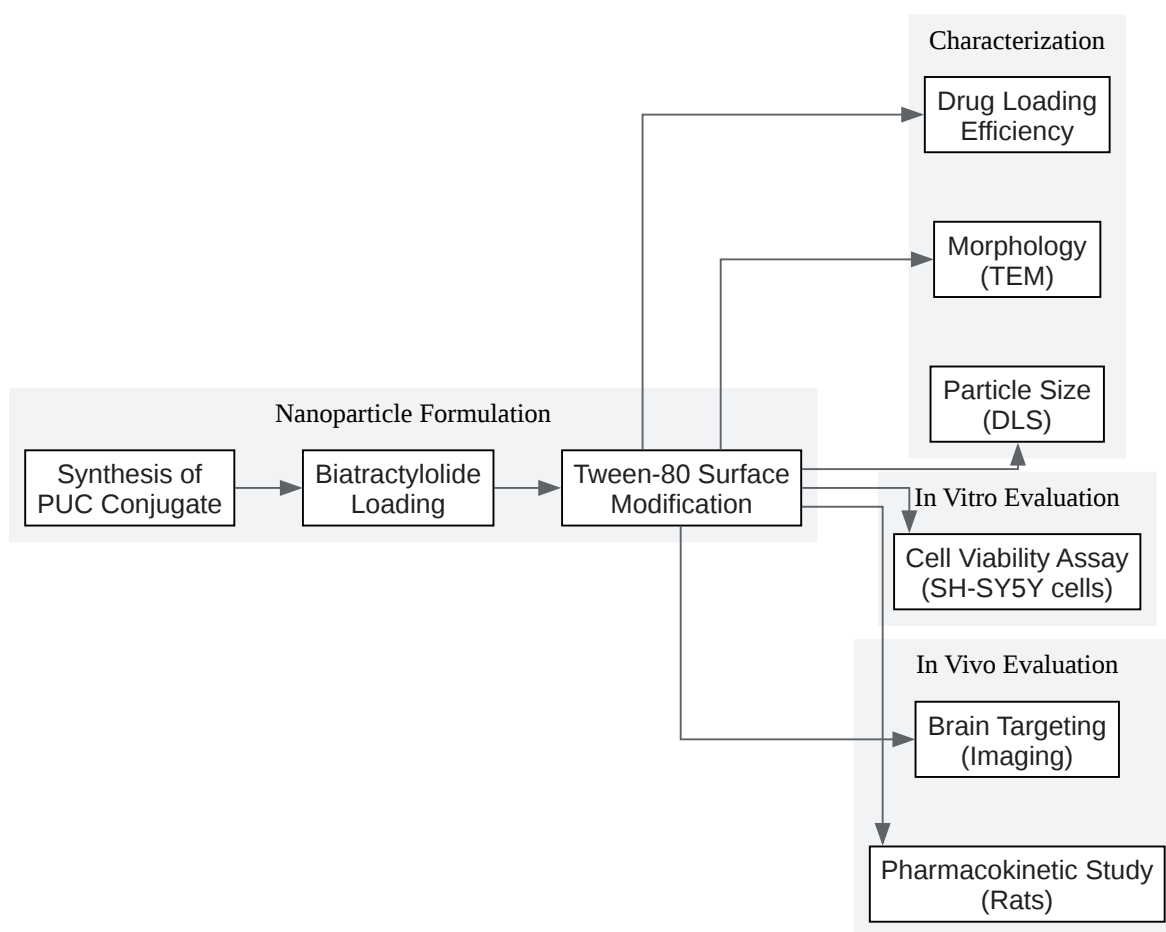 Characterization
Drug Loading
Efficiency
Morphology
(TEM)
Particle Size
(DLS)
Nanoparticle Formulation
Synthesis of
PUC Conjugate
Biatractylolide
Loading
Tween-80 Surface
Modification
In Vitro Evaluation
Cell Viability Assay
(SH-SY5Y cells)
In Vivo Evaluation
Brain Targeting
(Imaging)
Pharmacokinetic Study
(Rats)